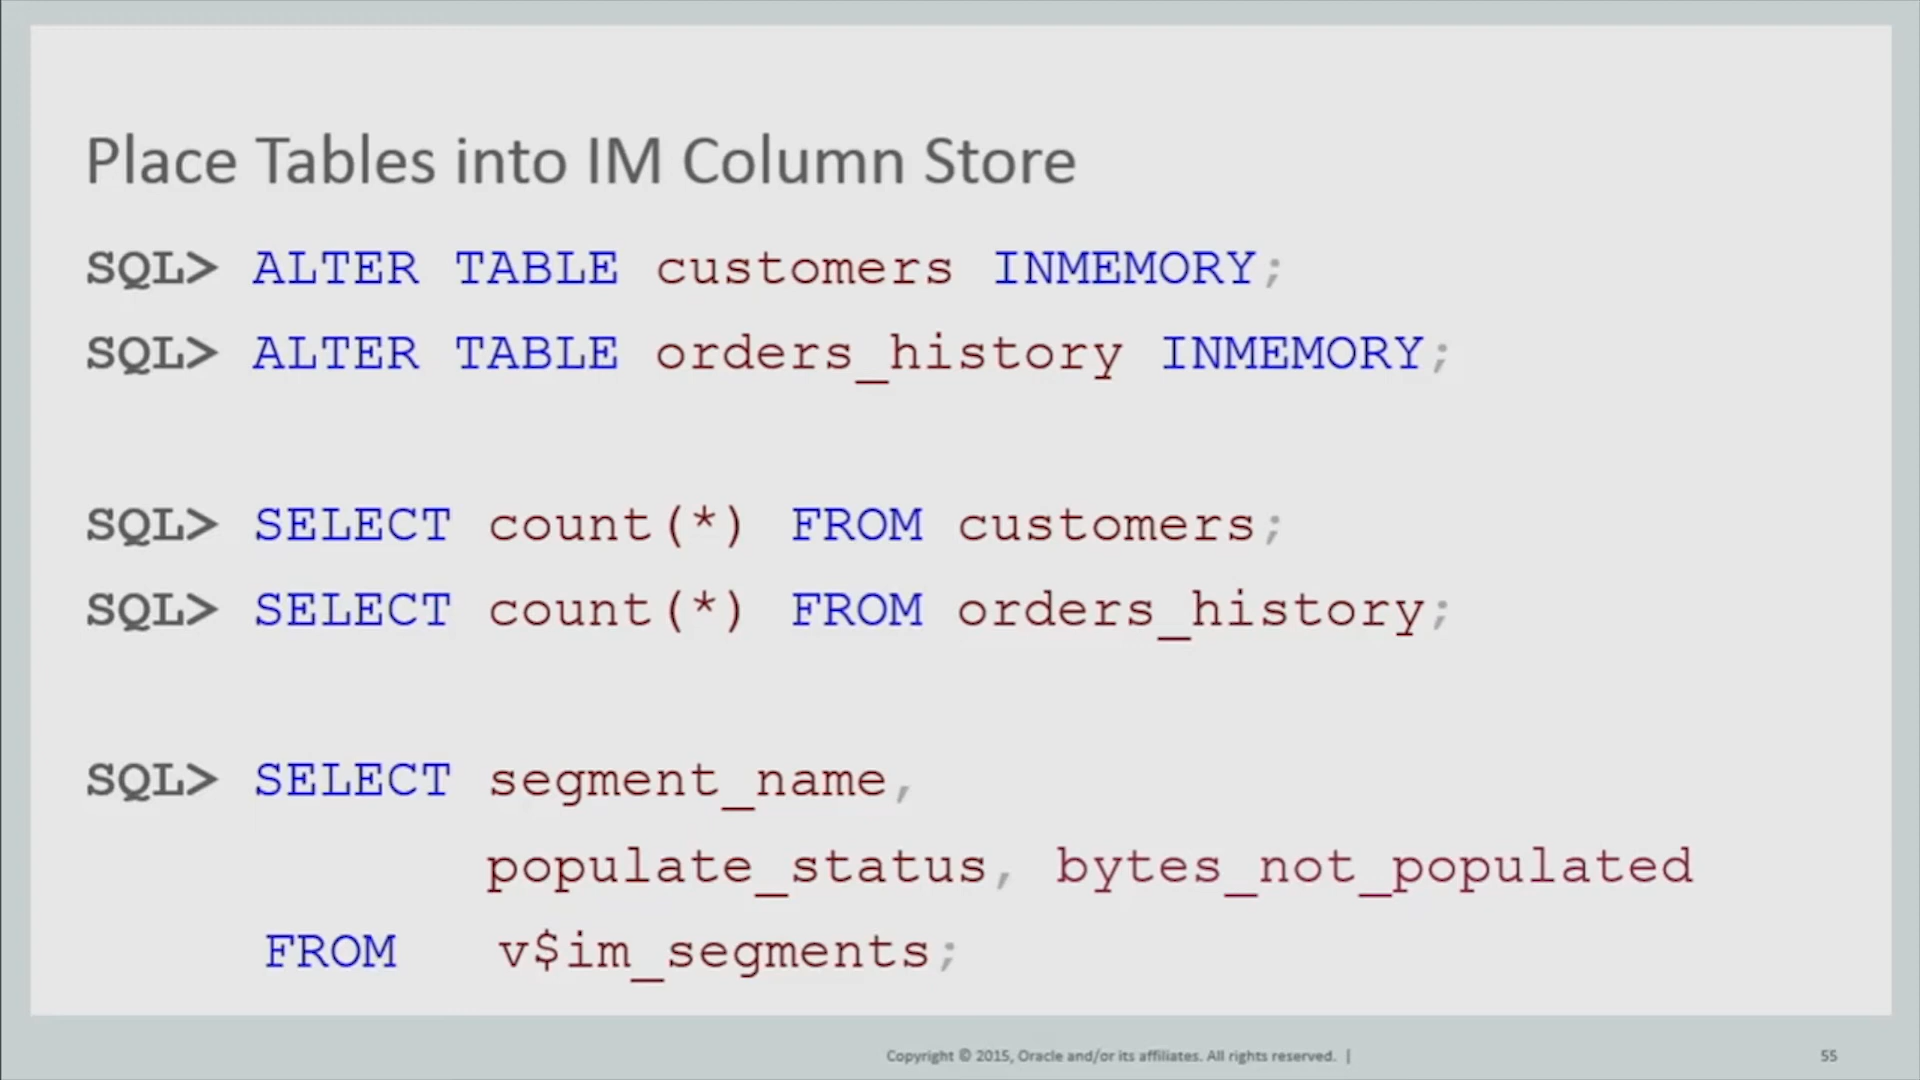 Place Tables into IM Column Store
SQL> ALTER TABLE customers INMEMORY;
SQL> ALTER TABLE orders_history INMEMORY;
SQL> SELECT count(*) FROM customers;
SQL> SELECT count(*) FROM orders_history;
SQL> SELECT segment_name,
populate_status, bytes_not_populated
FROM v$im_segments;
Copyright © 2015, Oracle and/or its affiliates. All rights reserved. |
55